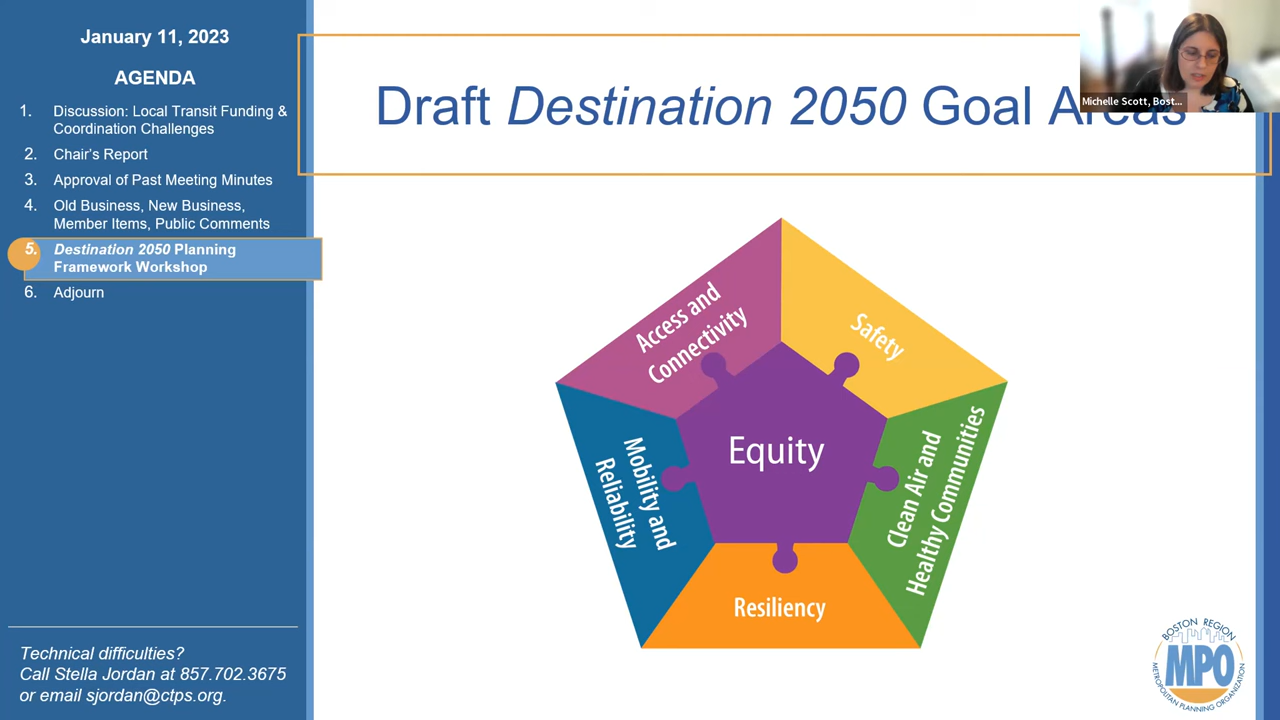 January 11, 2023
AGENDA
1. Discussion: Local Transit Funding &
Coordination Challenges
2. Chair's Report
3. Approval of Past Meeting Minutes
4. Old Business, New Business,
Member Items, Public Comments
5. Destination 2050 Planning
Framework Workshop
6. Adjourn
Technical difficulties?
Call Stella Jordan at 857.702.3675
or email sjordan@ctps.org.
Draft Destination 2050 Goal Areas
Michelle Scott, Bost...
Access and
Connectivity
Safety
Mobility and
Reliability
Equity
Clean Air and
Healthy Communities
Resiliency
BOSTON REGION
MPO
METROPOLITAN PLANNING ORGANIZATION